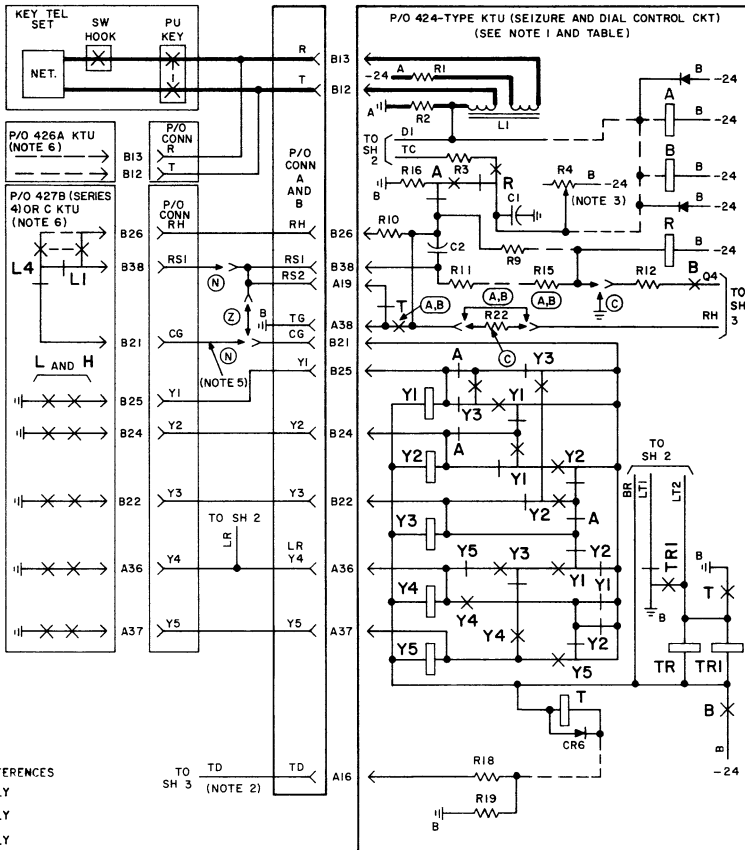 KEY TEL
SET
SW
HOOK
PU
KEY
NET.
R
T
B13
B12
P/O 424-TYPE KTU (SEIZURE AND DIAL CONTROL CKT)
(SEE NOTE 1 AND TABLE)
-24 A R1
A R2
L1
B -24
A
B -24
B
B -24
B -24
R
B -24
TO
SH
2
D1
TC
R3
R16
B
A
R
C1
R4
B -24
(NOTE 3)
P/O 426A KTU
(NOTE 6)
B13
B12
P/O
CONN
R
T
P/O
CONN
A
AND
B
P/O 427B (SERIES
4) OR C KTU
(NOTE 6)
P/O
CONN
L4
L1
B26 RH RH B26 R10
C2
R9
B38 RS1 N RS1 B38
RS2 A19
R11
R15
A,B
C
R12
B
Q4
TO
SH
3
RH
Z
B TG A38
T A,B
A,B
R22
C
B21 CG N CG B21
(NOTE 5)
L AND H
Y1 B25
B25 Y1
B24 Y2 Y2 B24
B22 Y3 Y3 B22
TO SH 2
LR
LR
A36 Y4 Y4 A36
A37 Y5 Y5 A37
A Y3
Y1 Y3 Y1
A
Y2 Y1 Y2
Y2
Y3 A
Y5 Y3 Y1 Y2
Y4 Y4 Y1
Y4 Y2
Y5 Y5
TO
SH 2
BR
LT1
LT2
TR1
B
B
T
TR TR1
B
B
-24
T
CR6
TO
SH 3
TD
(NOTE 2)
TD
A16
R18
R19
B
FERENCES
LY
LY
LY